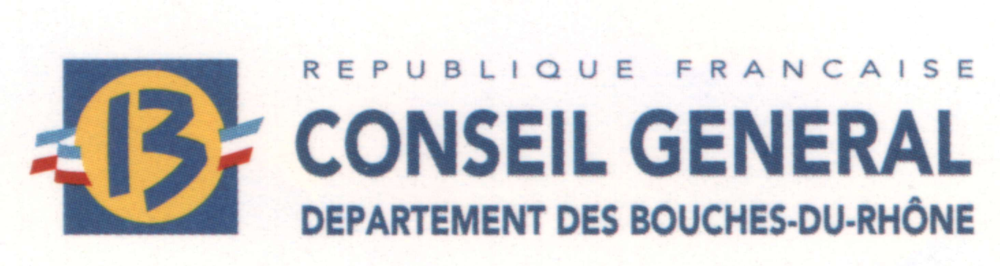 13
REPUBLIQUE FRANCAISE
CONSEIL GENERAL
DEPARTEMENT DES BOUCHES-DU-RHÔNE